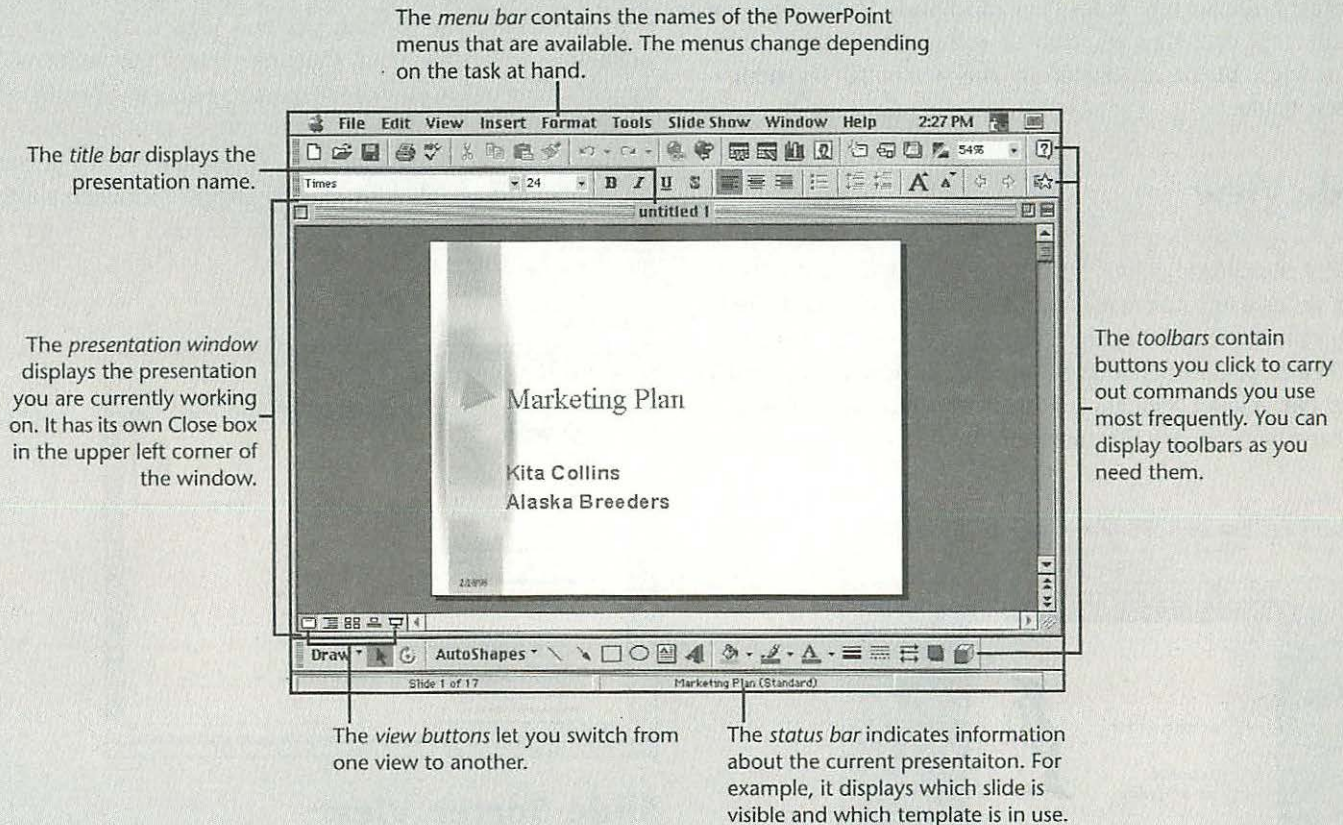 The menu bar contains the names of the PowerPoint
menus that are available. The menus change depending
on the task at hand.
File Edit View Insert Format Tools Slide Show Window Help 2:27 PM
54%
The title bar displays the
presentation name.
Times 24 B I U S A A
untitled 1
The presentation window
displays the presentation
you are currently working
on. It has its own Close box
in the upper left corner of
the window.
Marketing Plan
Kita Collins
Alaska Breeders
The toolbars contain
buttons you click to carry
out commands you use
most frequently. You can
display toolbars as you
need them.
Draw AutoShapes
Slide 1 of 17 Marketing Plan (Standard)
The view buttons let you switch from
one view to another.
The status bar indicates information
about the current presentaiton. For
example, it displays which slide is
visible and which template is in use.